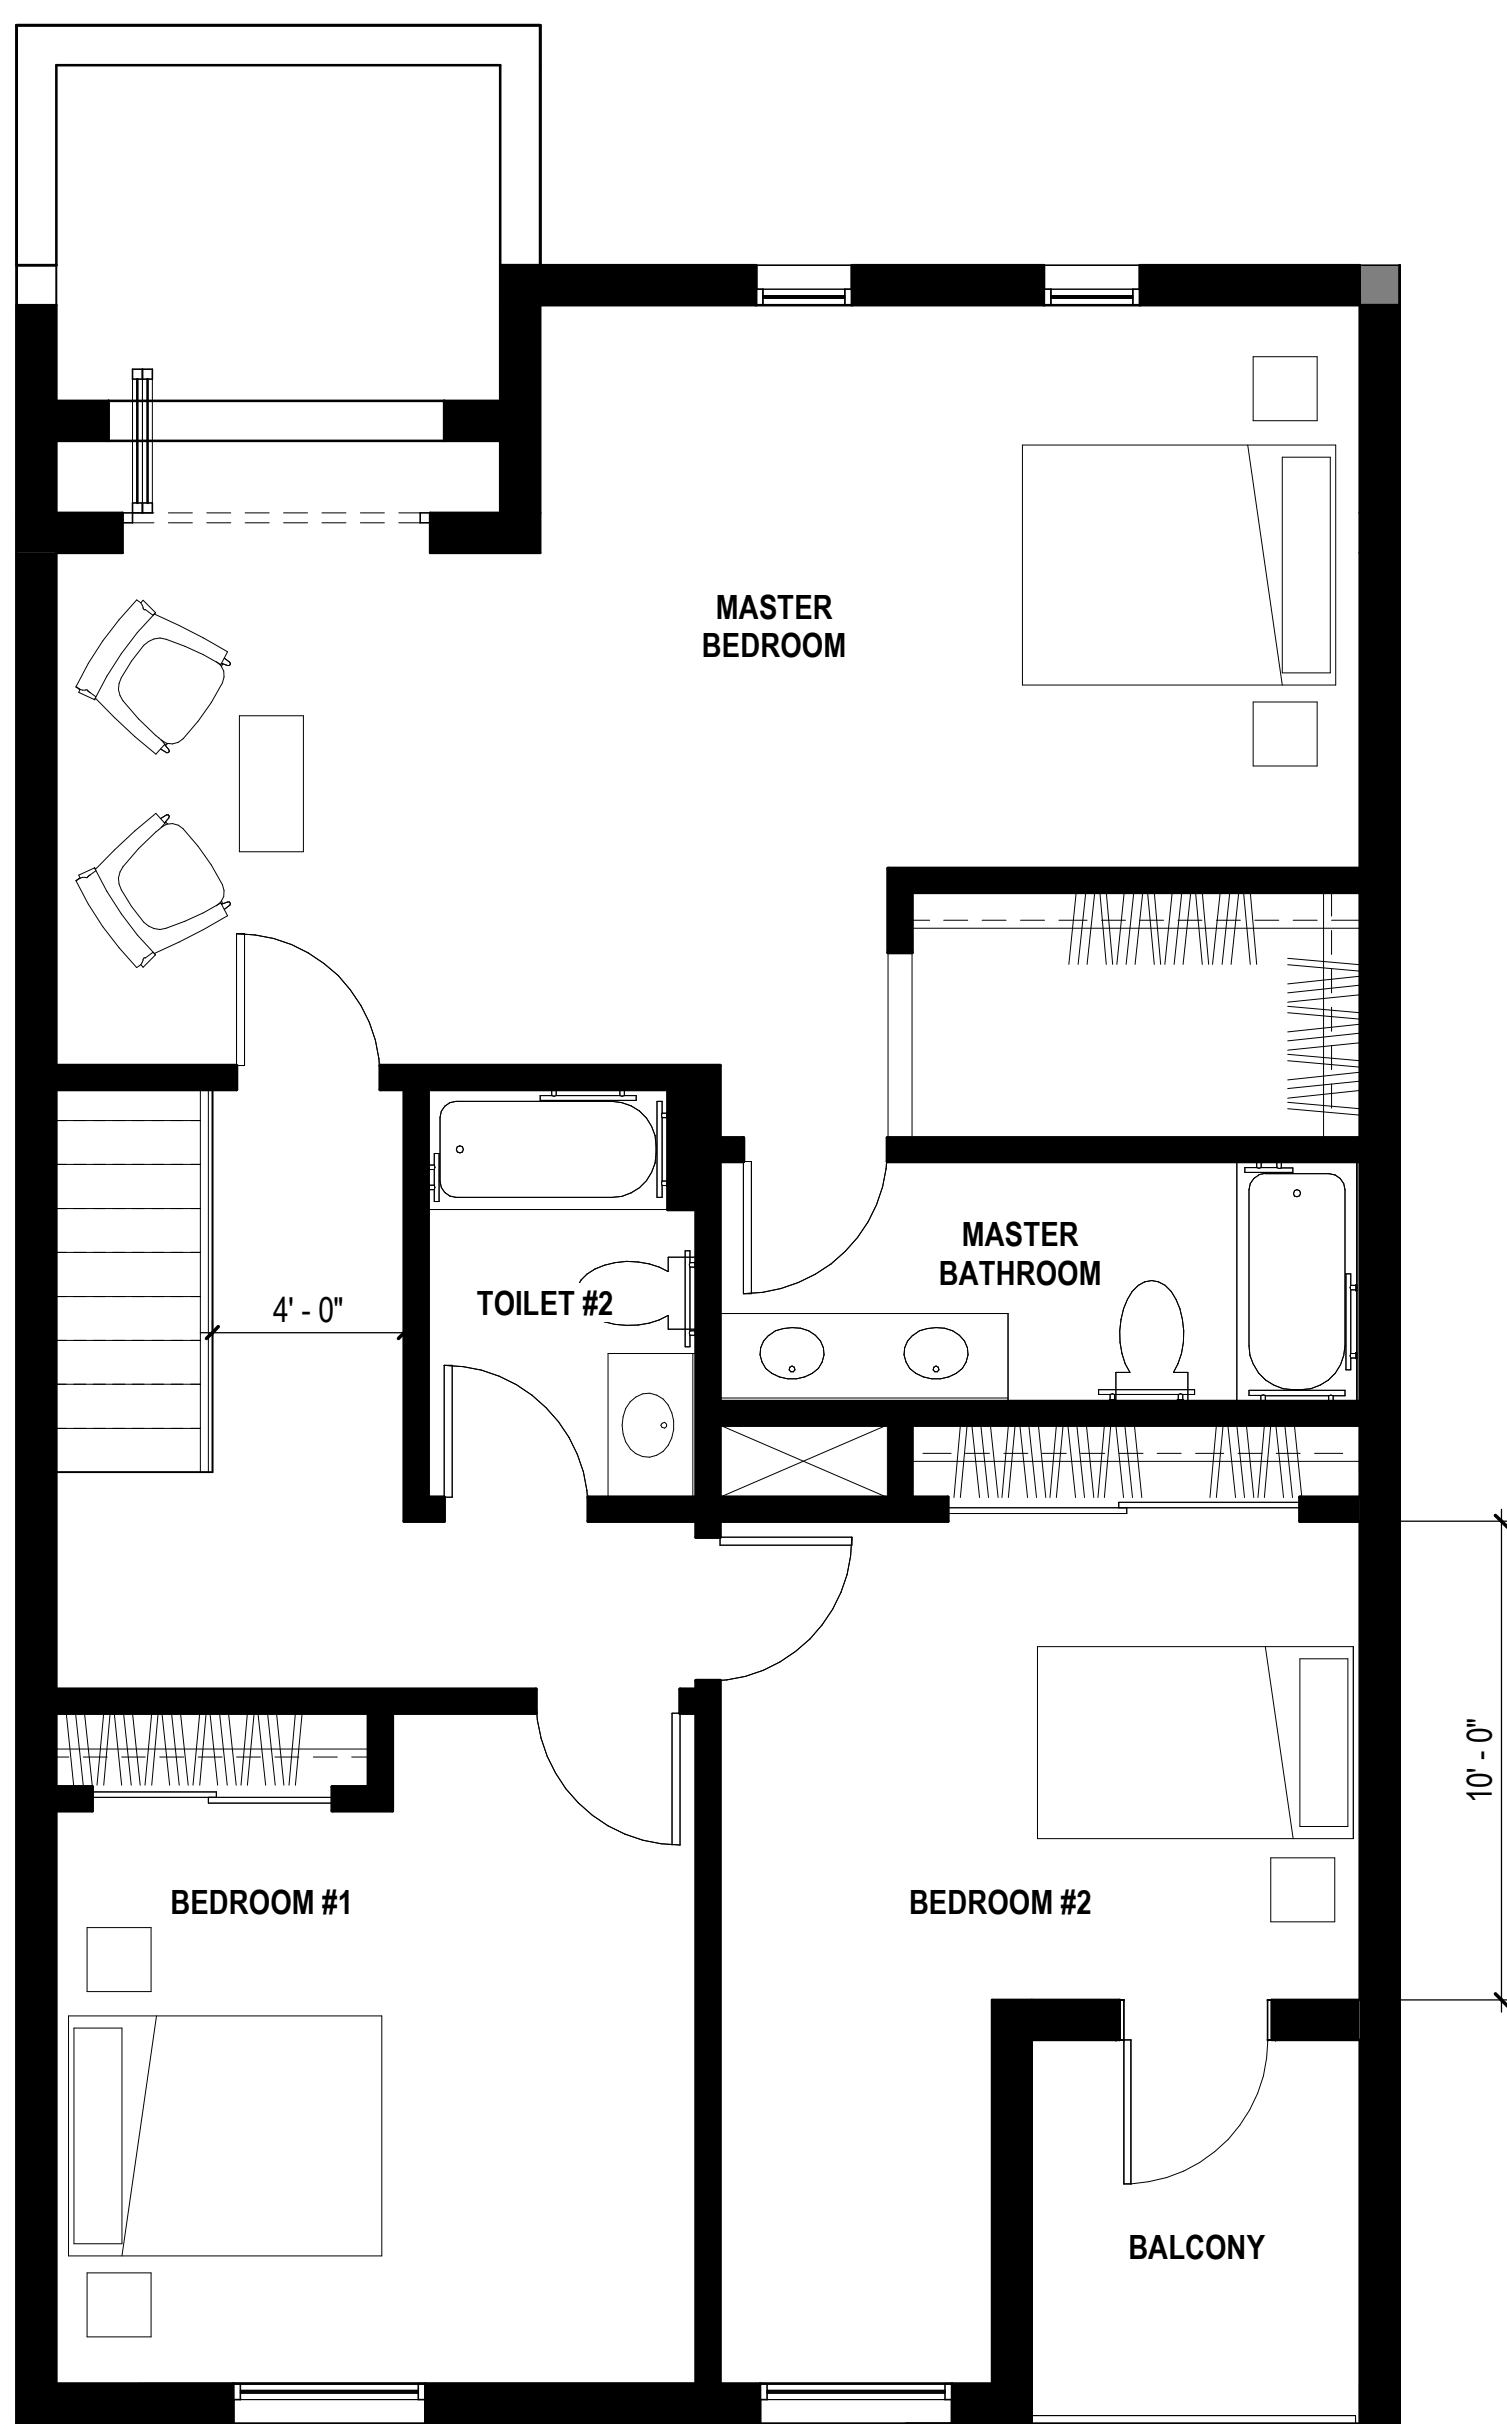 MASTER
BEDROOM
MASTER
BATHROOM
TOILET #2
4' - 0"
10' - 0"
BEDROOM #1
BEDROOM #2
BALCONY